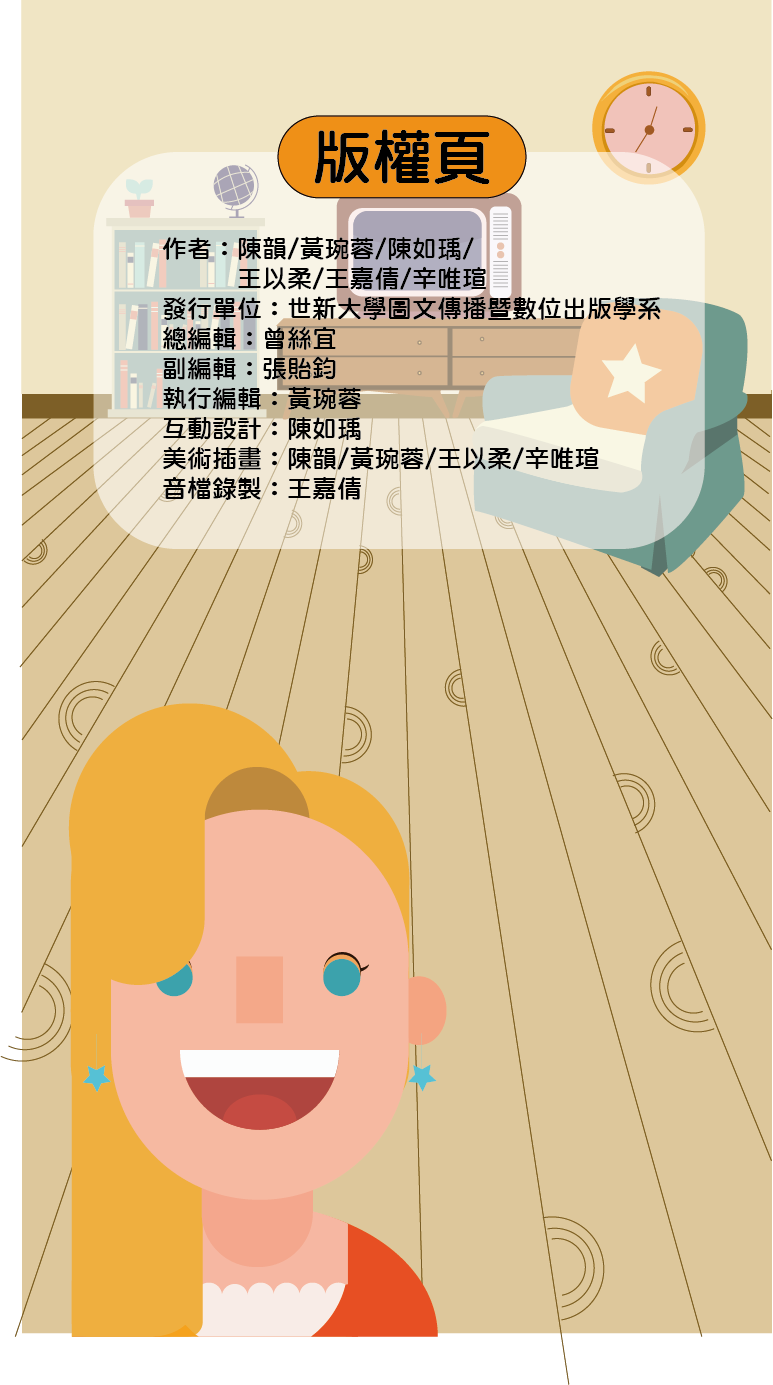 版權頁
作者：陳韻/黃琬蓉/陳如瑀/
王以柔/王嘉倩/辛唯瑄
發行單位：世新大學圖文傳播暨數位出版學系
總編輯：曾絲宜
副編輯：張貽鈞
執行編輯：黃琬蓉
互動設計：陳如瑀
美術插畫：陳韻/黃琬蓉/王以柔/辛唯瑄
音檔錄製：王嘉倩